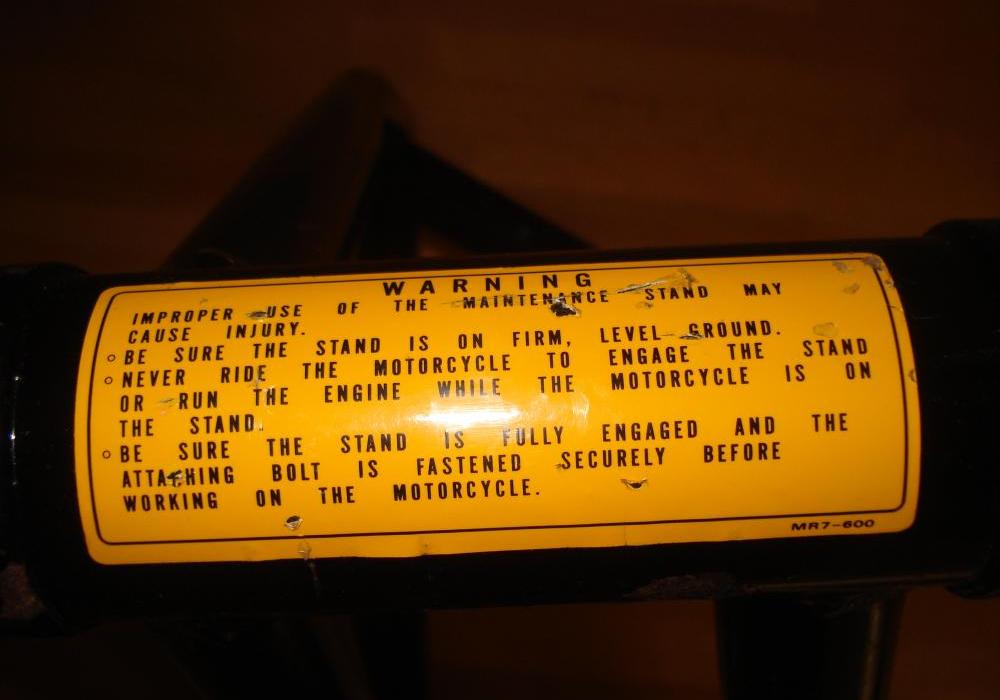 WARNING
IMPROPER USE OF THE MAINTENANCE STAND MAY
CAUSE INJURY.
○ BE SURE THE STAND IS ON FIRM, LEVEL GROUND.
○ NEVER RIDE THE MOTORCYCLE TO ENGAGE THE STAND
OR RUN THE ENGINE WHILE THE MOTORCYCLE IS ON
THE STAND.
○ BE SURE THE STAND IS FULLY ENGAGED AND THE
ATTACHING BOLT IS FASTENED SECURELY BEFORE
WORKING ON THE MOTORCYCLE.
MR7-600